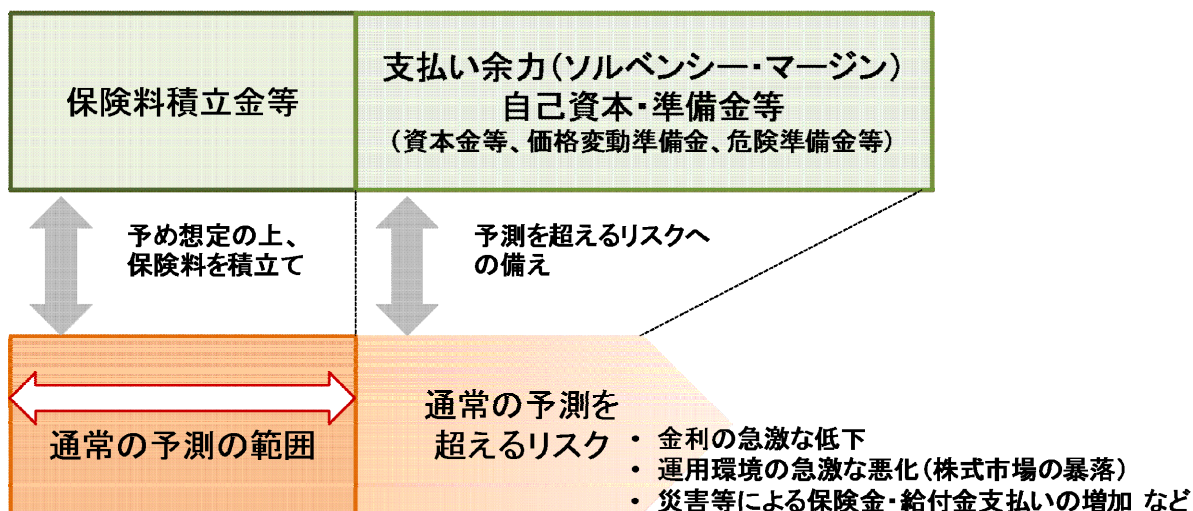 保険料積立金等
支払い余力(ソルベンシー・マージン)
自己資本・準備金等
(資本金等、価格変動準備金、危険準備金等)
予め想定の上、
保険料を積立て
予測を超えるリスクへ
の備え
通常の予測の範囲
通常の予測を
超えるリスク
・ 金利の急激な低下
・ 運用環境の急激な悪化(株式市場の暴落)
・ 災害等による保険金・給付金支払いの増加 など